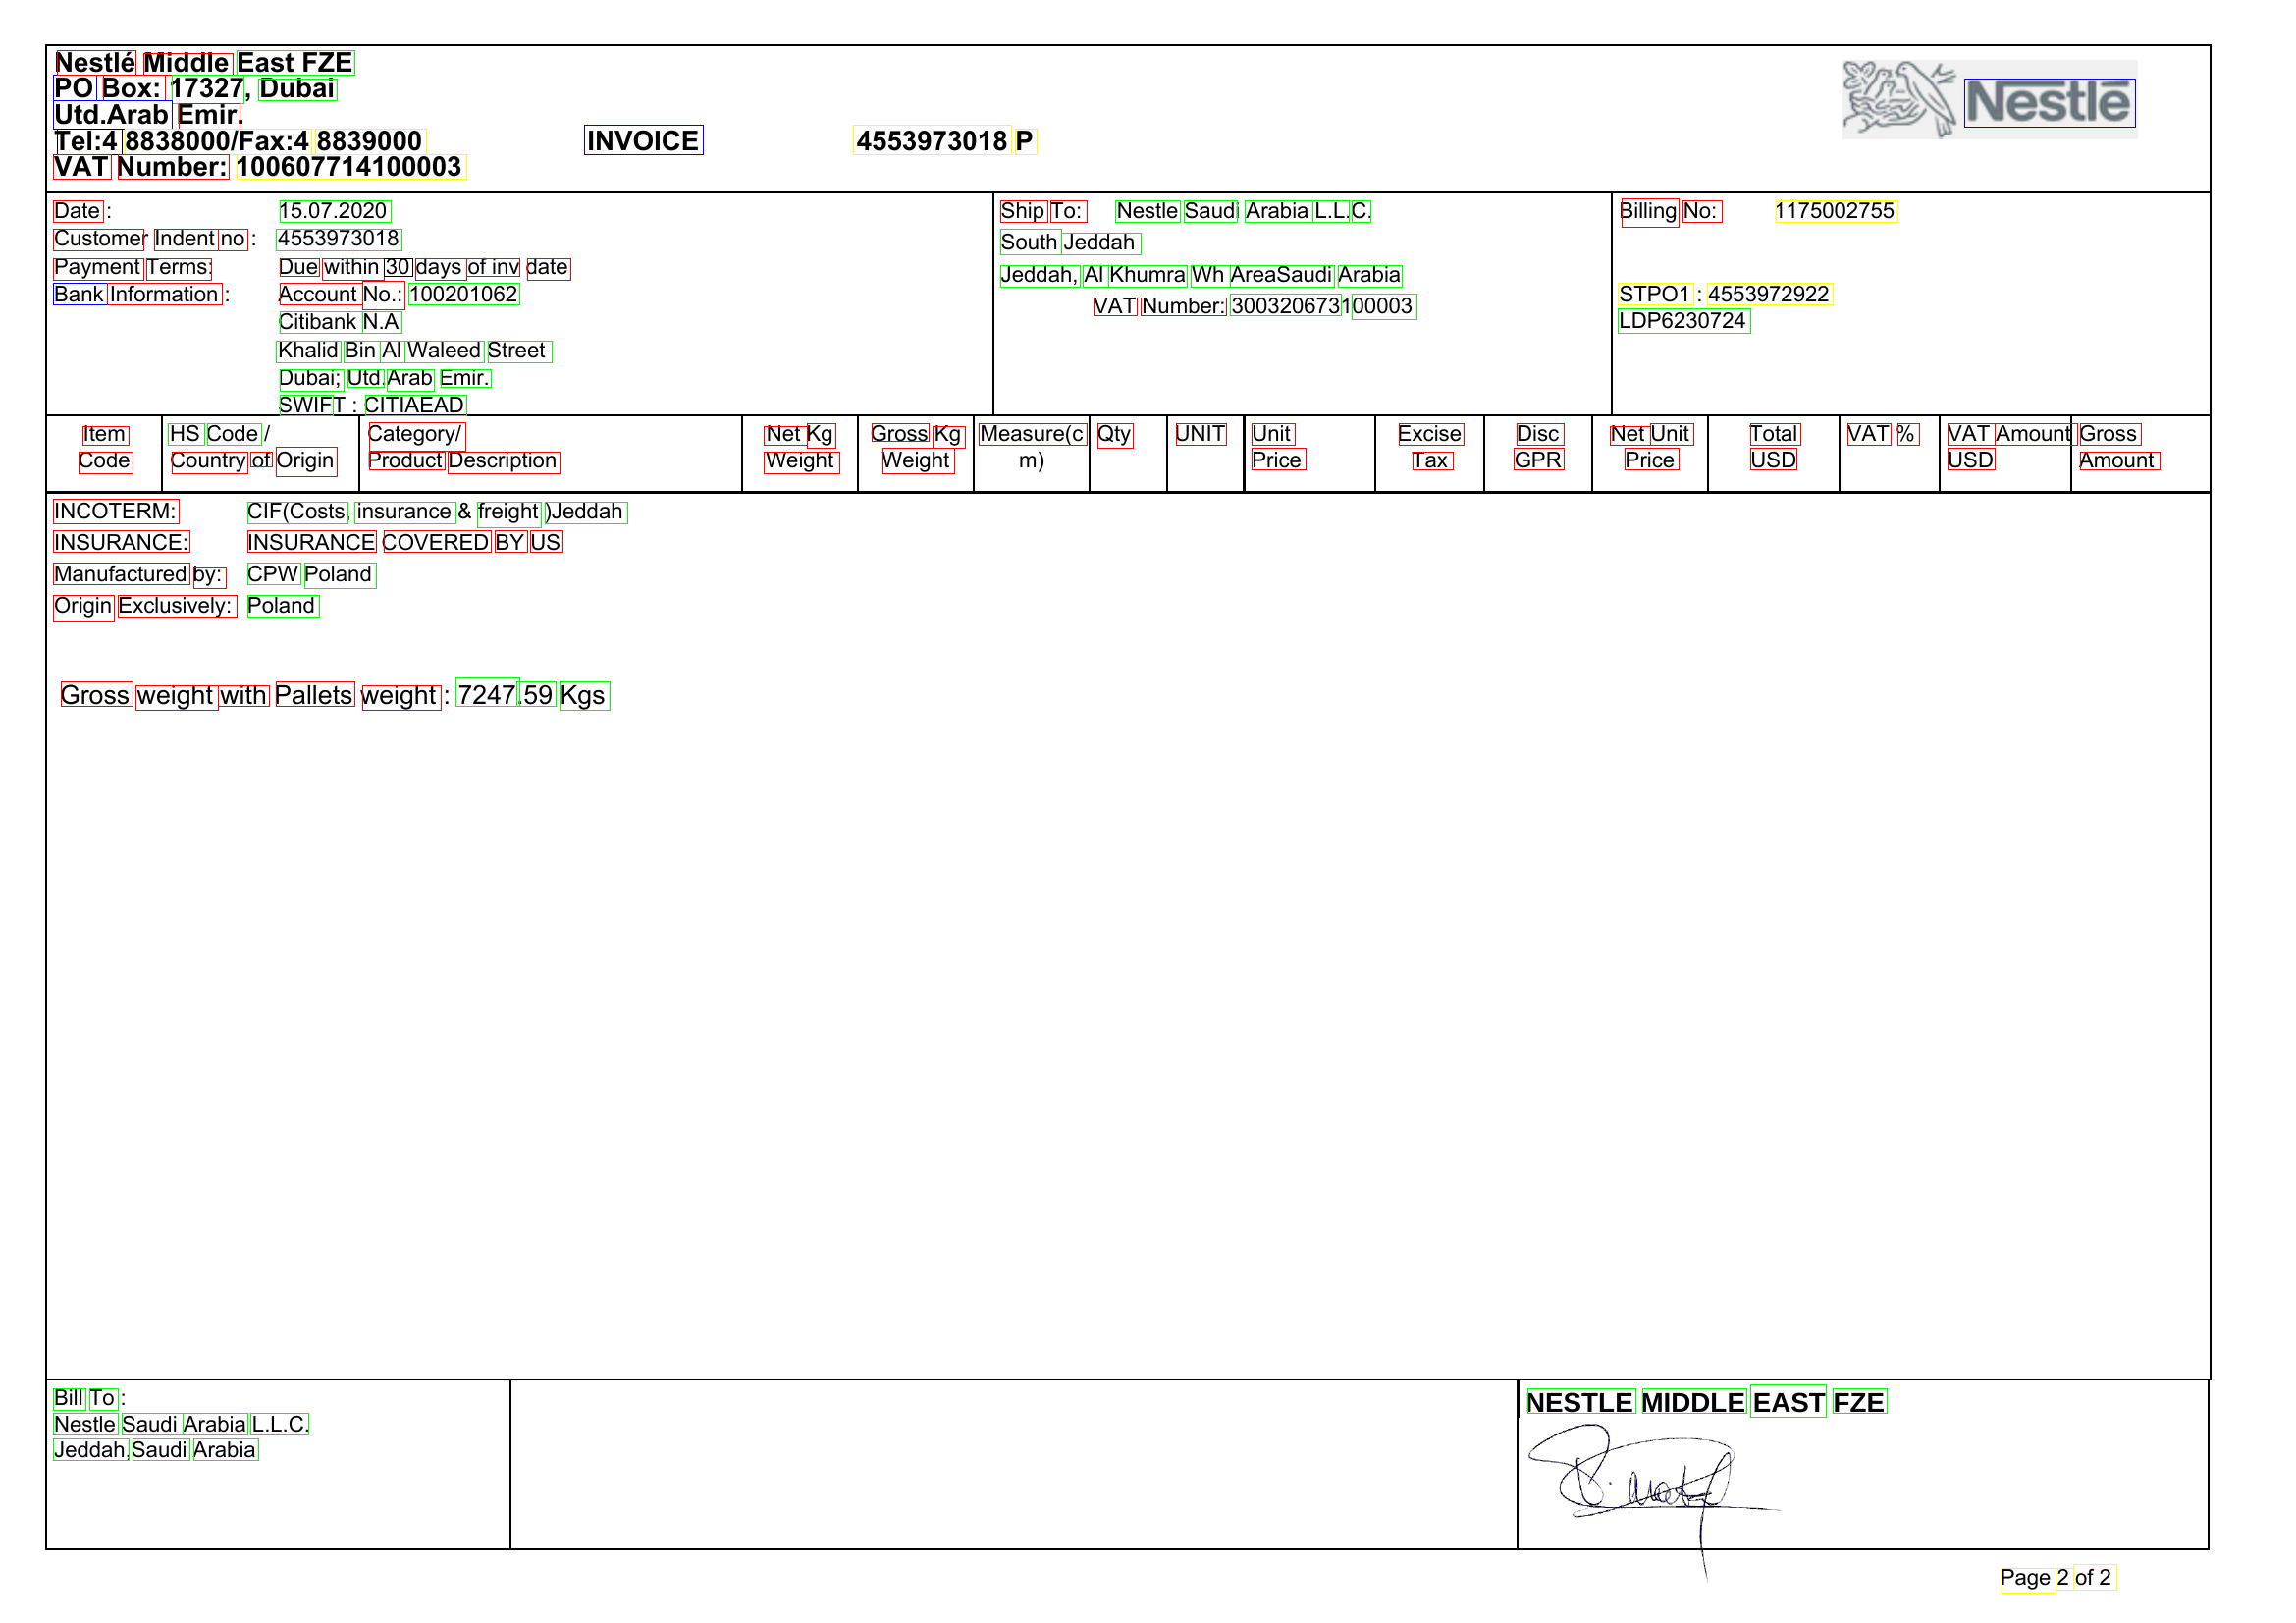 Nestlé Middle East FZE
PO Box: 17327, Dubai
Utd.Arab Emir.
Tel:4 8838000/Fax:4 8839000
VAT Number: 100607714100003
INVOICE 4553973018 P
Nestlé
Date : 15.07.2020
Customer Indent no : 4553973018
Payment Terms: Due within 30 days of inv date
Bank Information : Account No.: 100201062
Citibank N.A
Khalid Bin Al Waleed Street
Dubai; Utd.Arab Emir.
SWIFT : CITIAEAD
Ship To: Nestle Saudi Arabia L.L.C.
South Jeddah
Jeddah, Al Khumra Wh AreaSaudi Arabia
VAT Number: 300320673100003
Billing No: 1175002755
STPO1 : 4553972922
LDP6230724
Item Code
HS Code / Country of Origin
Category/ Product Description
Net Kg Weight
Gross Kg Weight
Measure(cm)
Qty
UNIT
Unit Price
Excise Tax
Disc GPR
Net Unit Price
Total USD
VAT %
VAT Amount USD
Gross Amount
INCOTERM: CIF(Costs, insurance & freight )Jeddah
INSURANCE: INSURANCE COVERED BY US
Manufactured by: CPW Poland
Origin Exclusively: Poland
Gross weight with Pallets weight : 7247.59 Kgs
Bill To :
Nestle Saudi Arabia L.L.C.
Jeddah,Saudi Arabia
NESTLE MIDDLE EAST FZE
Page 2 of 2